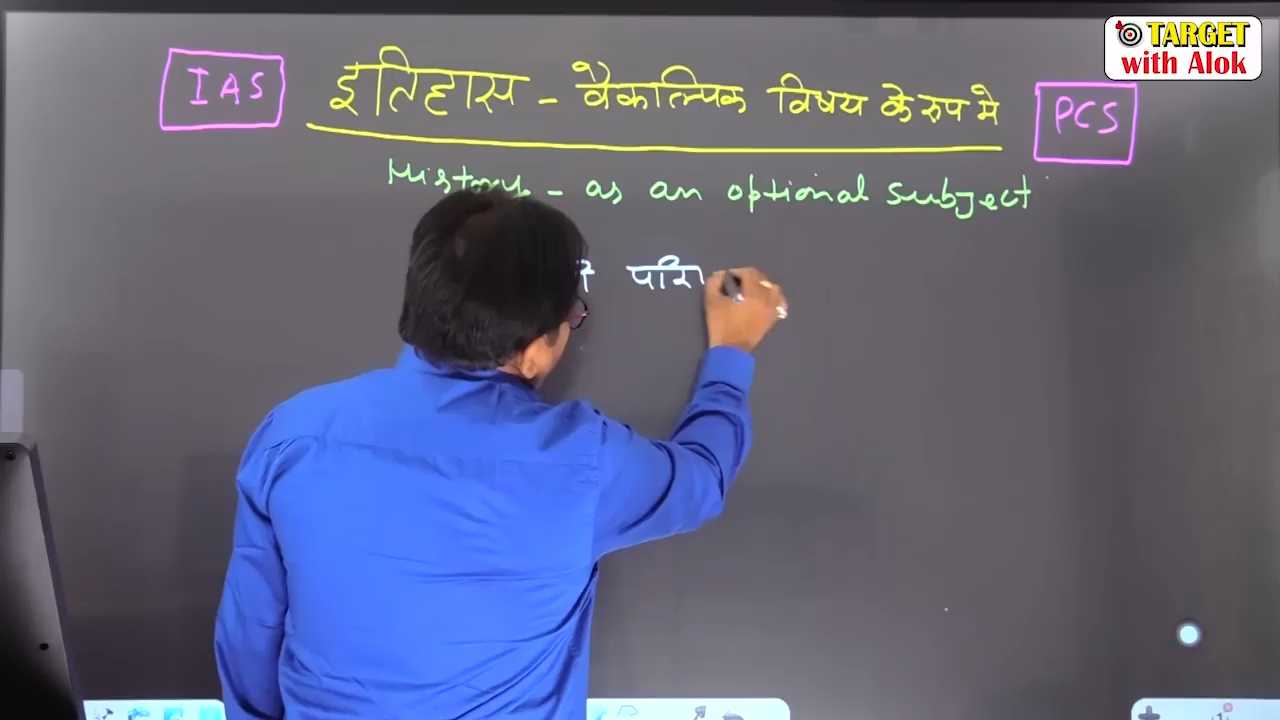 TARGET
with Alok
IAS
इतिहास - वैकल्पिक विषय के रुप मे
PCS
History - as an optional subject